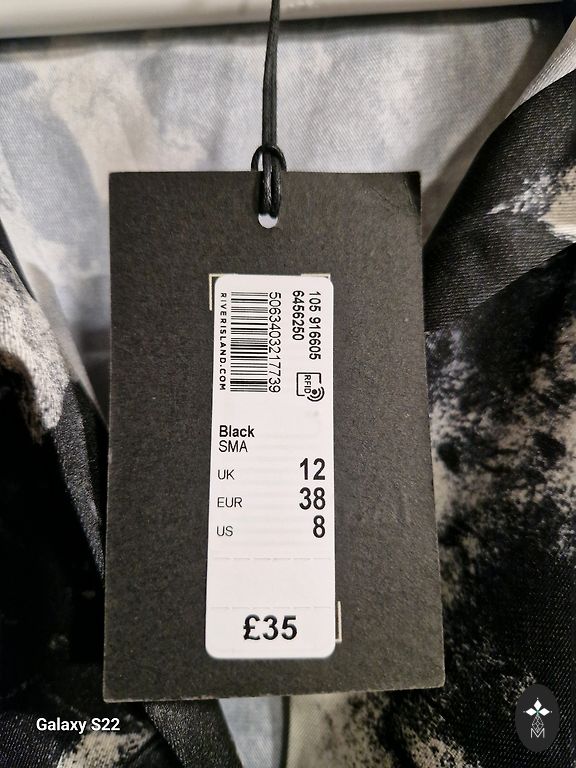 105 916605
6456250
5063403217739
RIVERISLAND.COM
RFID
Black
SMA
UK 12
EUR 38
US 8
£35
Galaxy S22